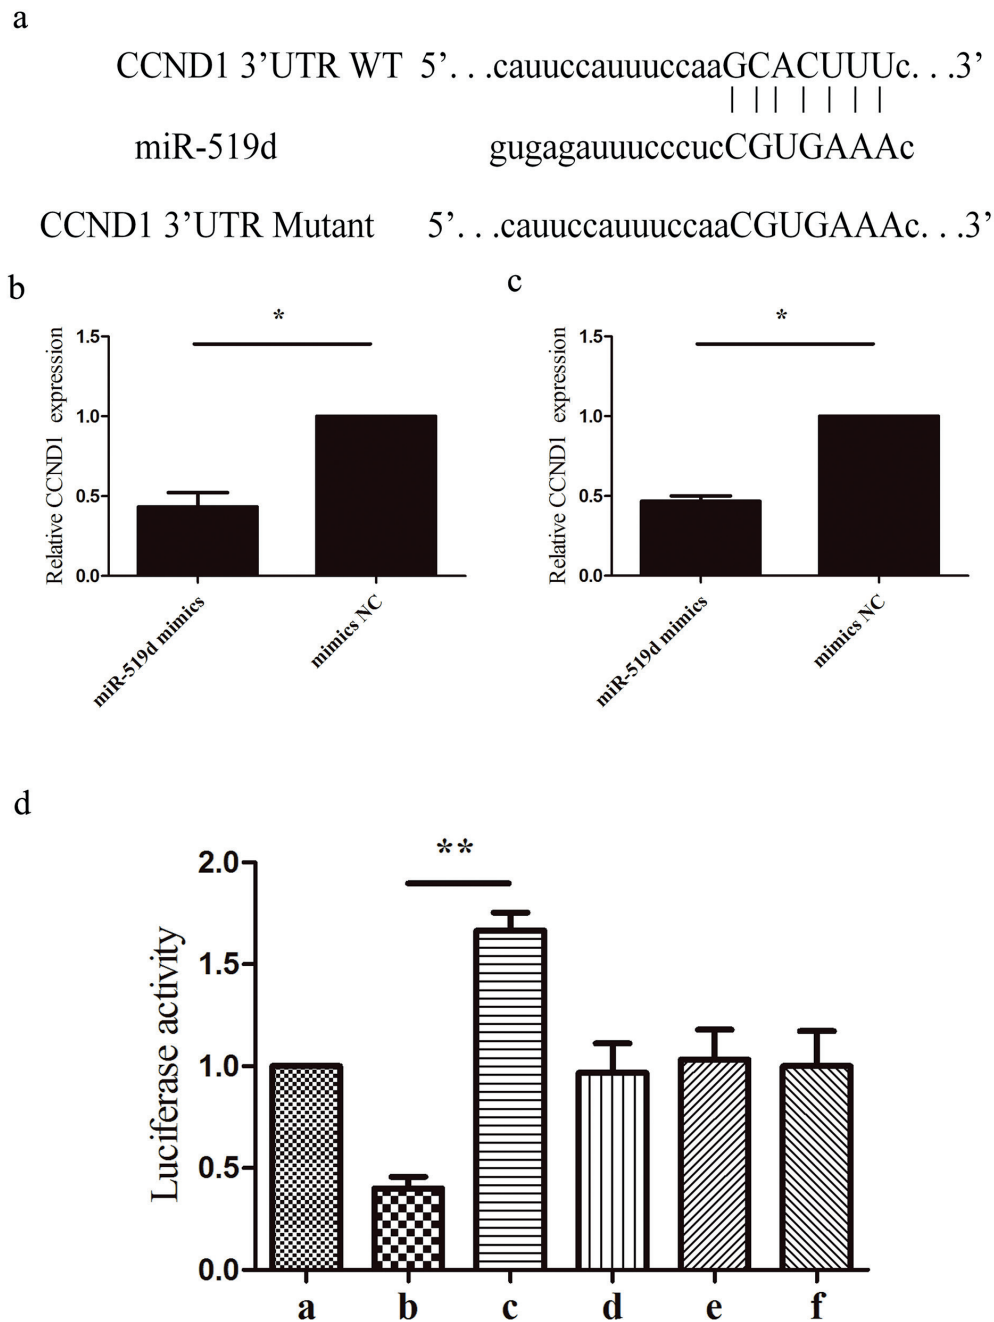 a
CCND1 3’UTR WT 5’. . .cauuccauuuccaaGCACUUUc. . .3’
miR-519d gugagauuucccucCGUGAAAc
CCND1 3’UTR Mutant 5’. . .cauuccauuuccaaCGUGAAAc. . .3’
b
*
Relative CCND1 expression
1.5
1.0
0.5
0.0
miR-519d mimics
mimics NC
c
*
Relative CCND1 expression
1.5
1.0
0.5
0.0
miR-519d mimics
mimics NC
d
**
Luciferase activity
2.0
1.5
1.0
0.5
0.0
a b c d e f